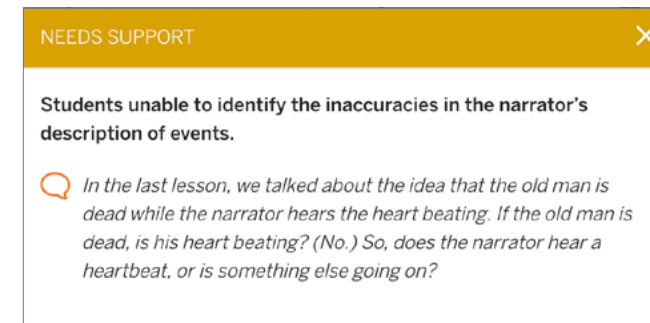 NEEDS SUPPORT
Students unable to identify the inaccuracies in the narrator's
description of events.
In the last lesson, we talked about the idea that the old man is
dead while the narrator hears the heart beating. If the old man is
dead, is his heart beating? (No.) So, does the narrator hear a
heartbeat, or is something else going on?